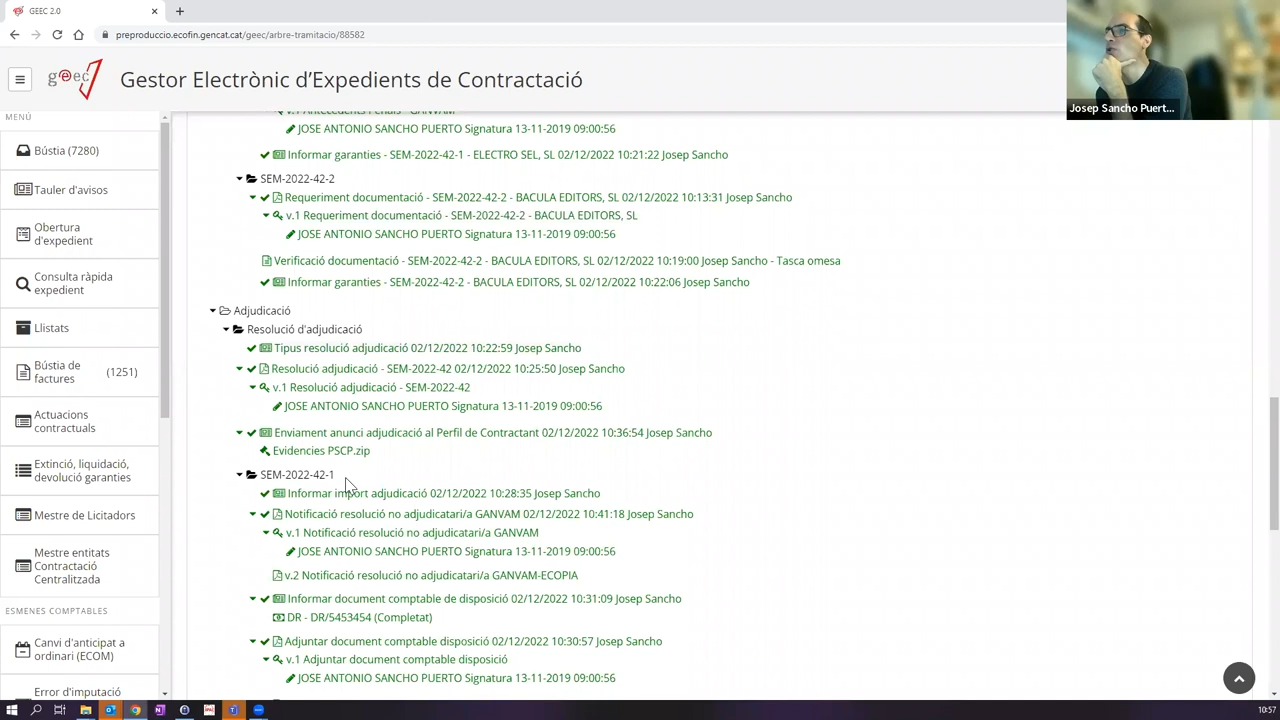 GEEC 2.0
preproduccio.ecofin.gencat.cat/geec/arbre-tramitacio/88582
geec
Gestor Electrònic d'Expedients de Contractació
Josep Sancho Puert...
MENÚ
Bústia (7280)
Tauler d'avisos
Obertura
d'expedient
Consulta ràpida
expedient
Llistats
Bústia de
factures
(1251)
Actuacions
contractuals
Extinció, liquidació,
devolució garanties
Mestre de Licitadors
Mestre entitats
Contractació
Centralitzada
ESMENES COMPTABLES
Canvi d'anticipat a
ordinari (ECOM)
Error d'imputació
v.1 Antecedents Penals - GANVAM
JOSE ANTONIO SANCHO PUERTO Signatura 13-11-2019 09:00:56
Informar garanties - SEM-2022-42-1 - ELECTRO SEL, SL 02/12/2022 10:21:22 Josep Sancho
SEM-2022-42-2
Requeriment documentació - SEM-2022-42-2 - BACULA EDITORS, SL 02/12/2022 10:13:31 Josep Sancho
v.1 Requeriment documentació - SEM-2022-42-2 - BACULA EDITORS, SL
JOSE ANTONIO SANCHO PUERTO Signatura 13-11-2019 09:00:56
Verificació documentació - SEM-2022-42-2 - BACULA EDITORS, SL 02/12/2022 10:19:00 Josep Sancho - Tasca omesa
Informar garanties - SEM-2022-42-2 - BACULA EDITORS, SL 02/12/2022 10:22:06 Josep Sancho
Adjudicació
Resolució d'adjudicació
Tipus resolució adjudicació 02/12/2022 10:22:59 Josep Sancho
Resolució adjudicació - SEM-2022-42 02/12/2022 10:25:50 Josep Sancho
v.1 Resolució adjudicació - SEM-2022-42
JOSE ANTONIO SANCHO PUERTO Signatura 13-11-2019 09:00:56
Enviament anunci adjudicació al Perfil de Contractant 02/12/2022 10:36:54 Josep Sancho
Evidencies PSCP.zip
SEM-2022-42-1
Informar import adjudicació 02/12/2022 10:28:35 Josep Sancho
Notificació resolució no adjudicatari/a GANVAM 02/12/2022 10:41:18 Josep Sancho
v.1 Notificació resolució no adjudicatari/a GANVAM
JOSE ANTONIO SANCHO PUERTO Signatura 13-11-2019 09:00:56
v.2 Notificació resolució no adjudicatari/a GANVAM-ECOPIA
Informar document comptable de disposició 02/12/2022 10:31:09 Josep Sancho
DR - DR/5453454 (Completat)
Adjuntar document comptable disposició 02/12/2022 10:30:57 Josep Sancho
v.1 Adjuntar document comptable disposició
JOSE ANTONIO SANCHO PUERTO Signatura 13-11-2019 09:00:56
10:57